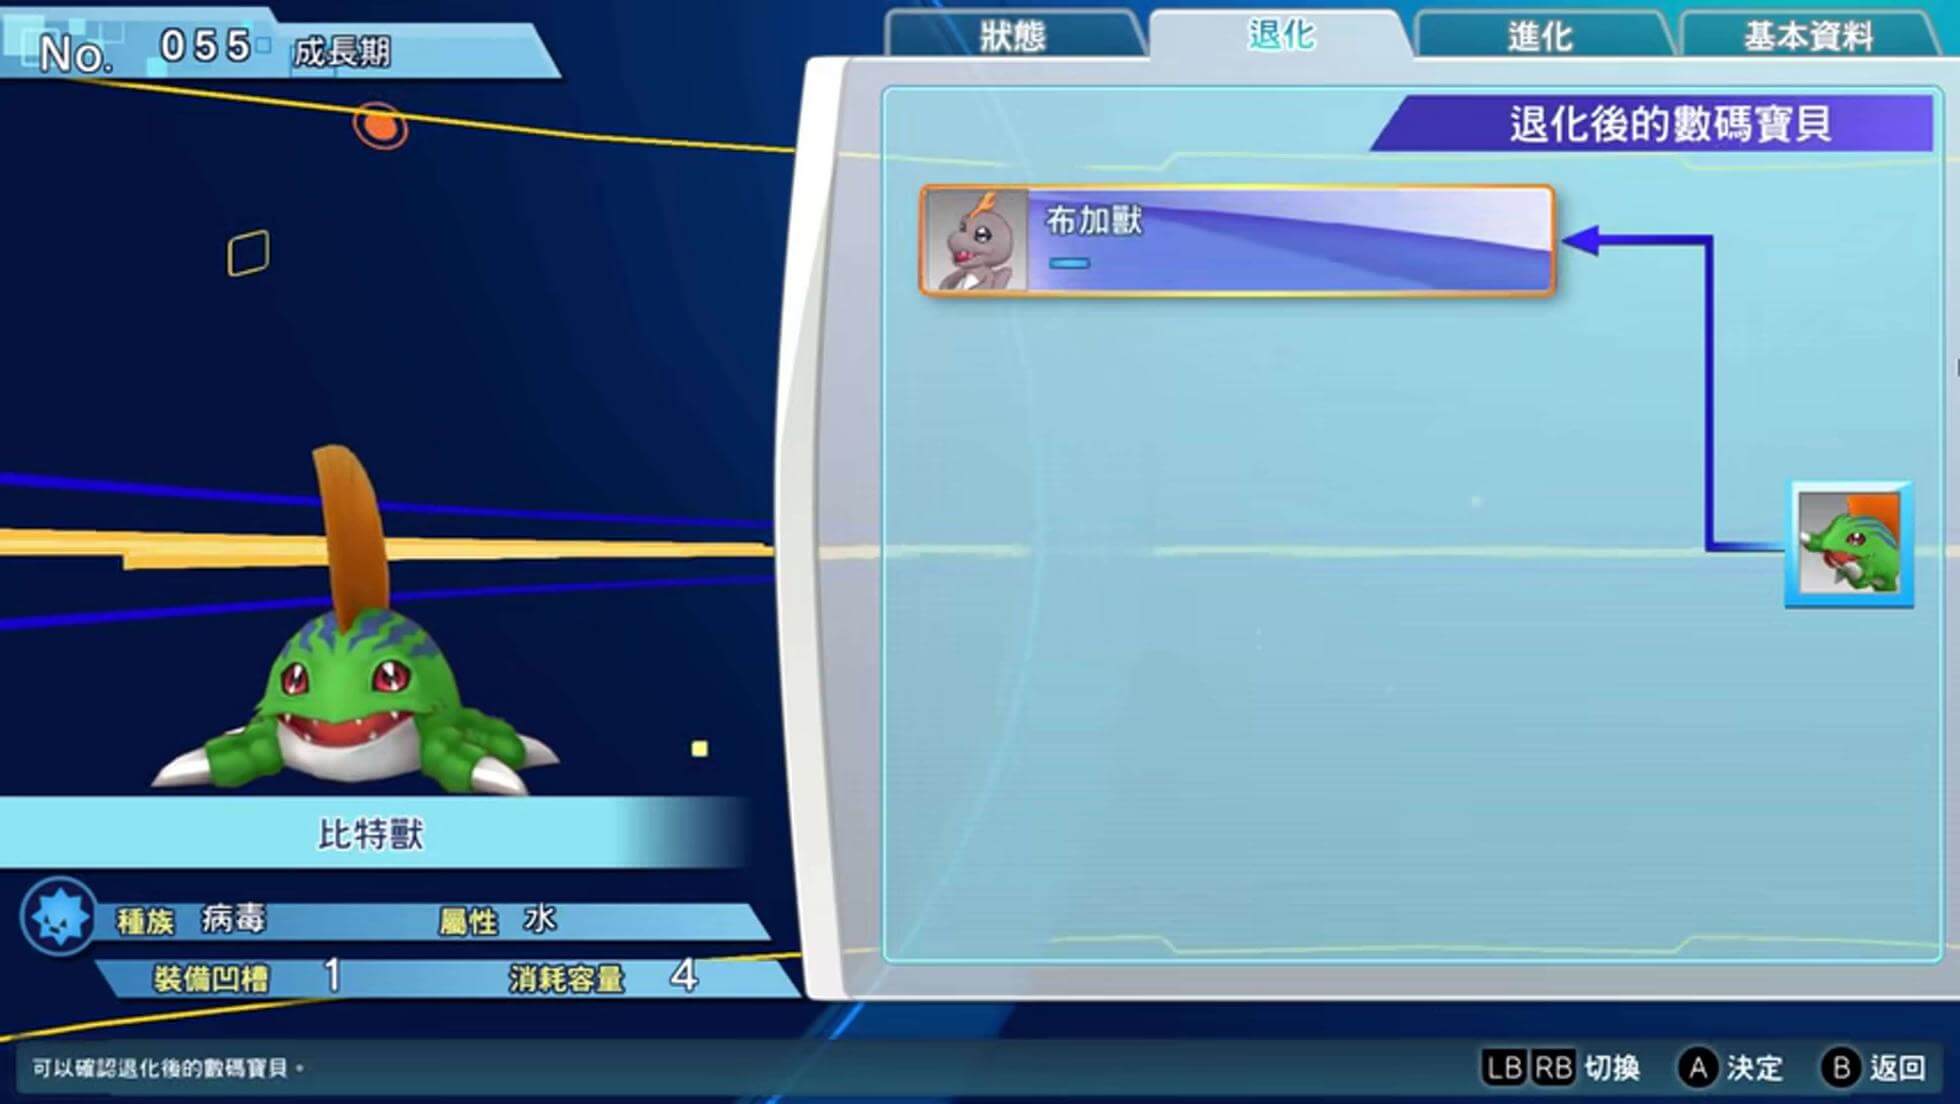 No. 055 成長期
狀態
退化
進化
基本資料
退化後的數碼寶貝
布加獸
比特獸
種族 病毒 屬性 水
裝備凹槽 1 消耗容量 4
可以確認退化後的數碼寶貝。
LB RB 切換 A 決定 B 返回